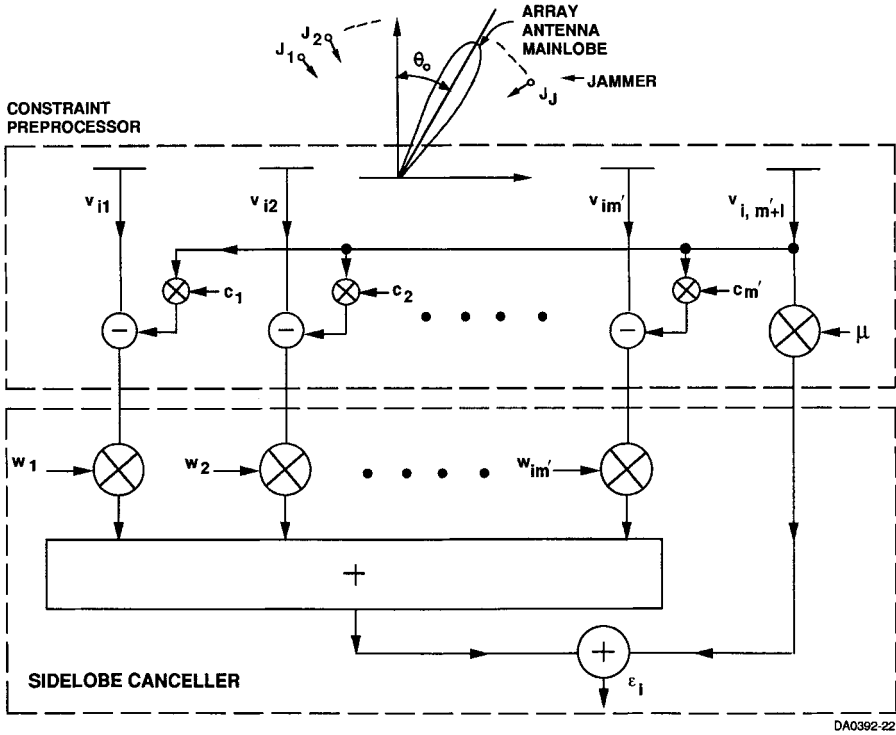 ARRAY
ANTENNA
MAINLOBE
J2
J1
θo
JJ
JAMMER
CONSTRAINT
PREPROCESSOR
vi1
vi2
vim'
vi, m'+1
c1
c2
cm'
μ
w1
w2
wim'
−
−
−
+
+
εi
SIDELOBE CANCELLER
DA0392-22